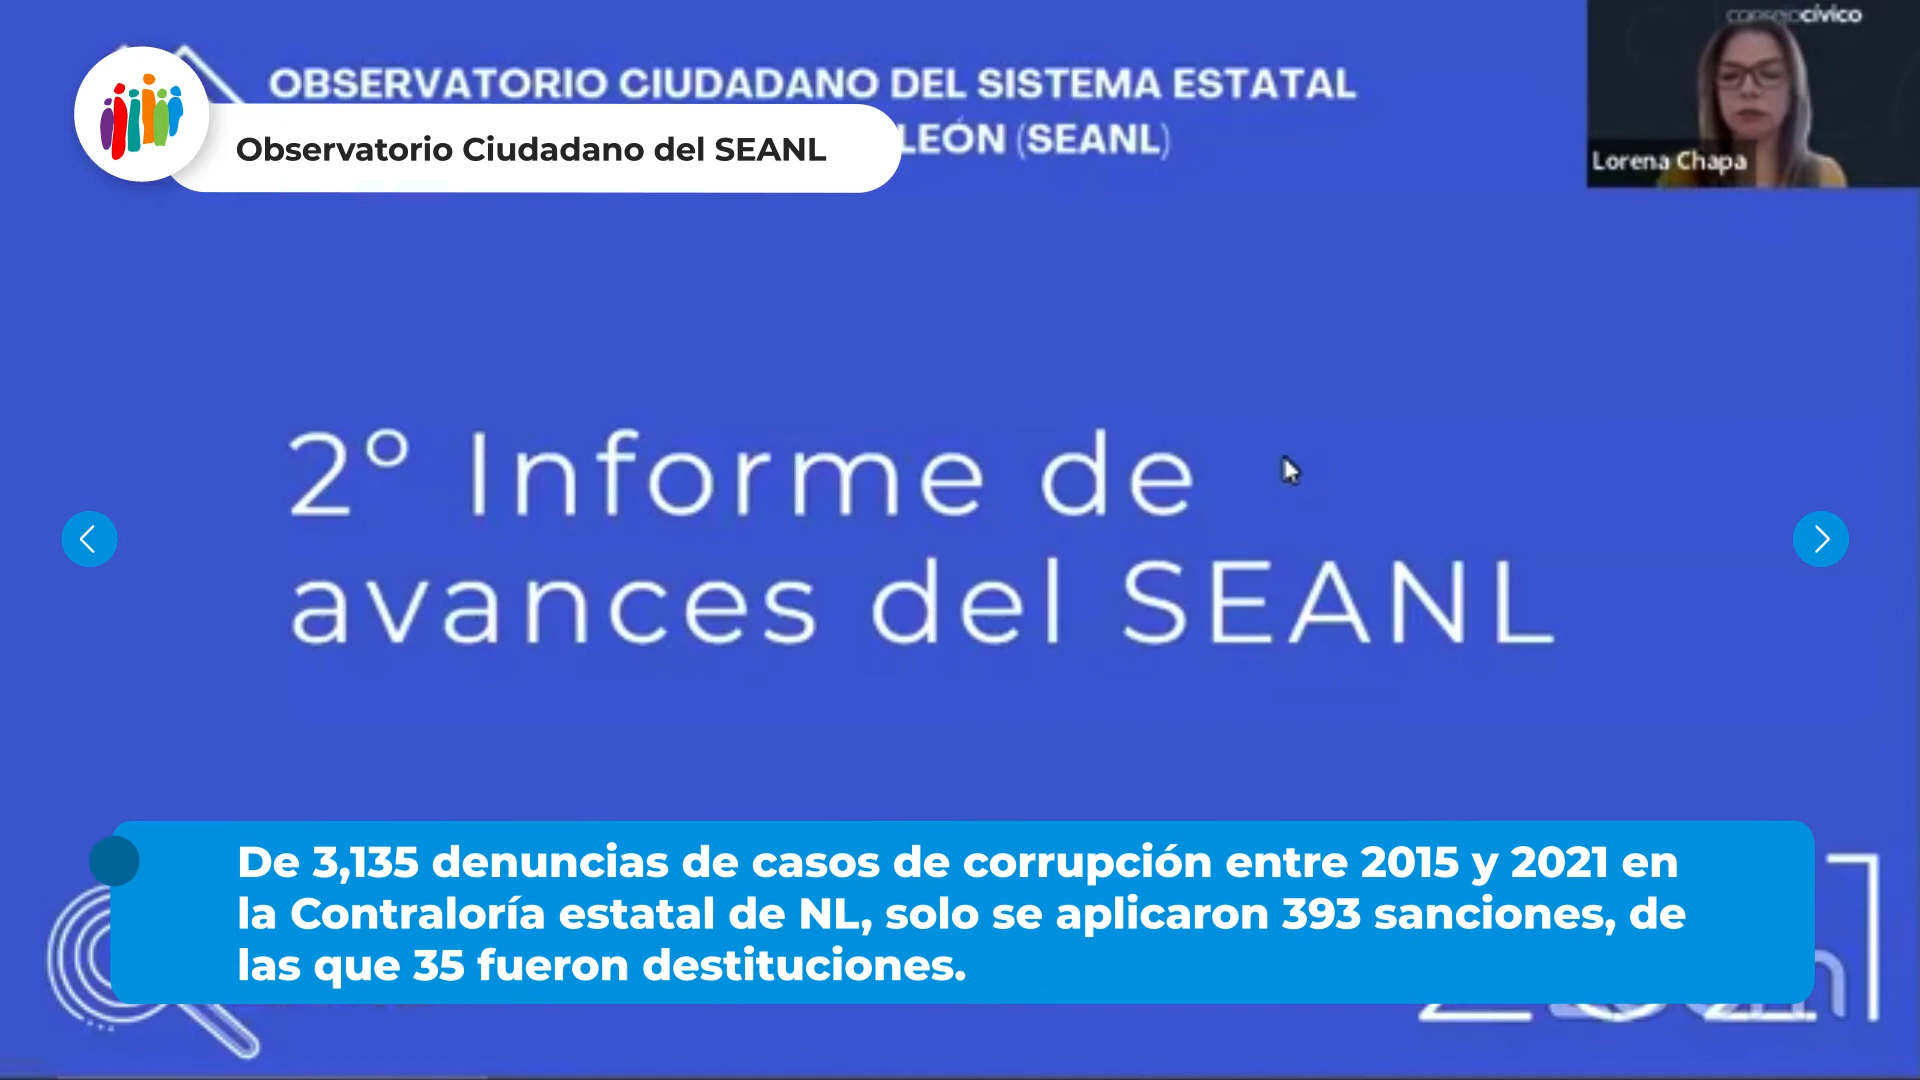 consejocívico
OBSERVATORIO CIUDADANO DEL SISTEMA ESTATAL
LEÓN (SEANL)
Observatorio Ciudadano del SEANL
Lorena Chapa
2º Informe de
avances del SEANL
De 3,135 denuncias de casos de corrupción entre 2015 y 2021 en
la Contraloría estatal de NL, solo se aplicaron 393 sanciones, de
las que 35 fueron destituciones.